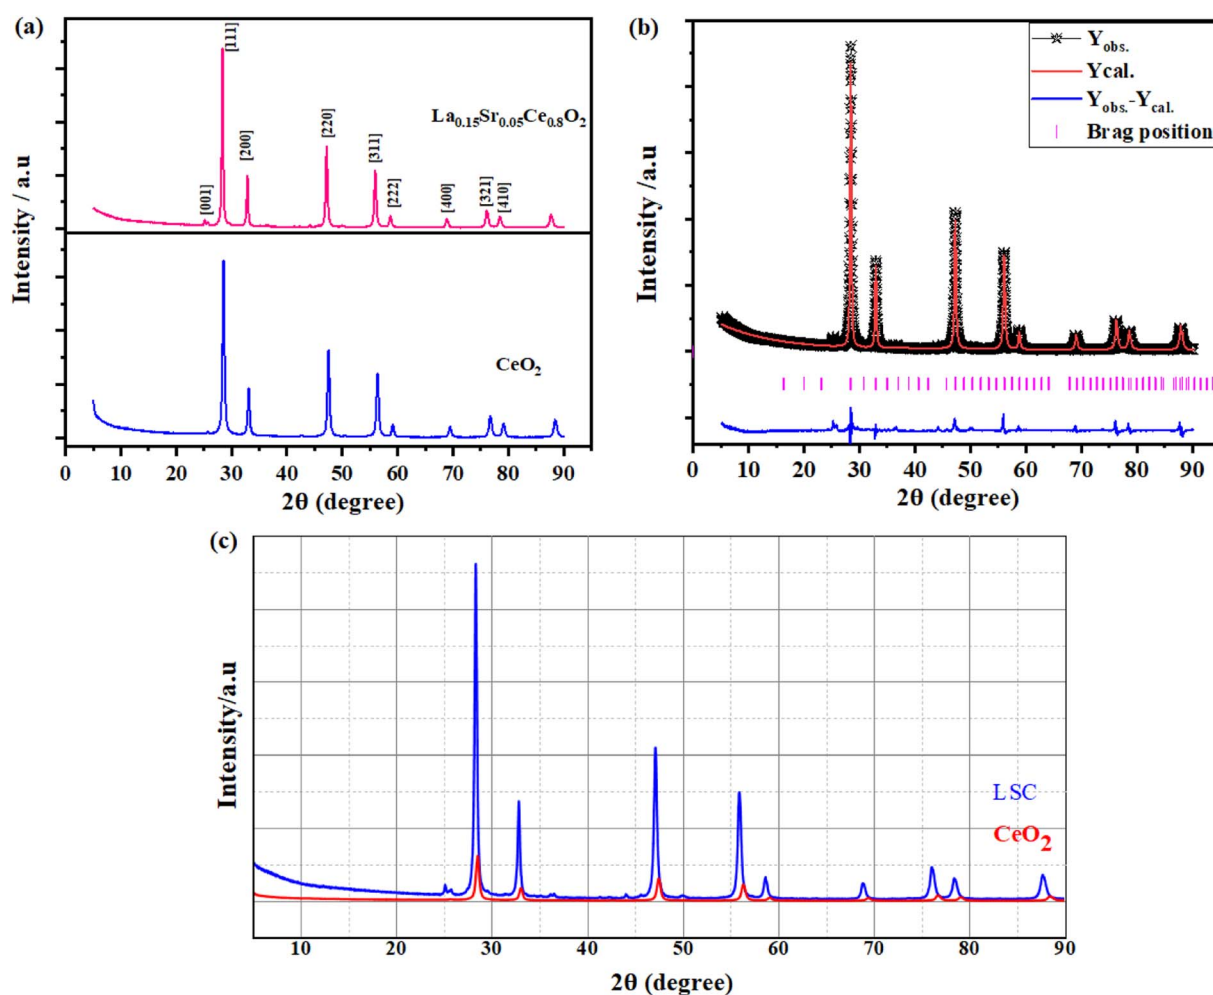 (a)
[111]
[001]
[200]
[220]
[311]
[222]
[400]
[321]
[410]
La0.15Sr0.05Ce0.8O2
CeO2
Intensity / a.u
0 10 20 30 40 50 60 70 80 90
2θ (degree)
(b)
Yobs.
Ycal.
Yobs.-Ycal.
Brag position
Intensity /a.u
0 10 20 30 40 50 60 70 80 90
2θ (degree)
(c)
LSC
CeO2
Intensity/a.u
10 20 30 40 50 60 70 80 90
2θ (degree)